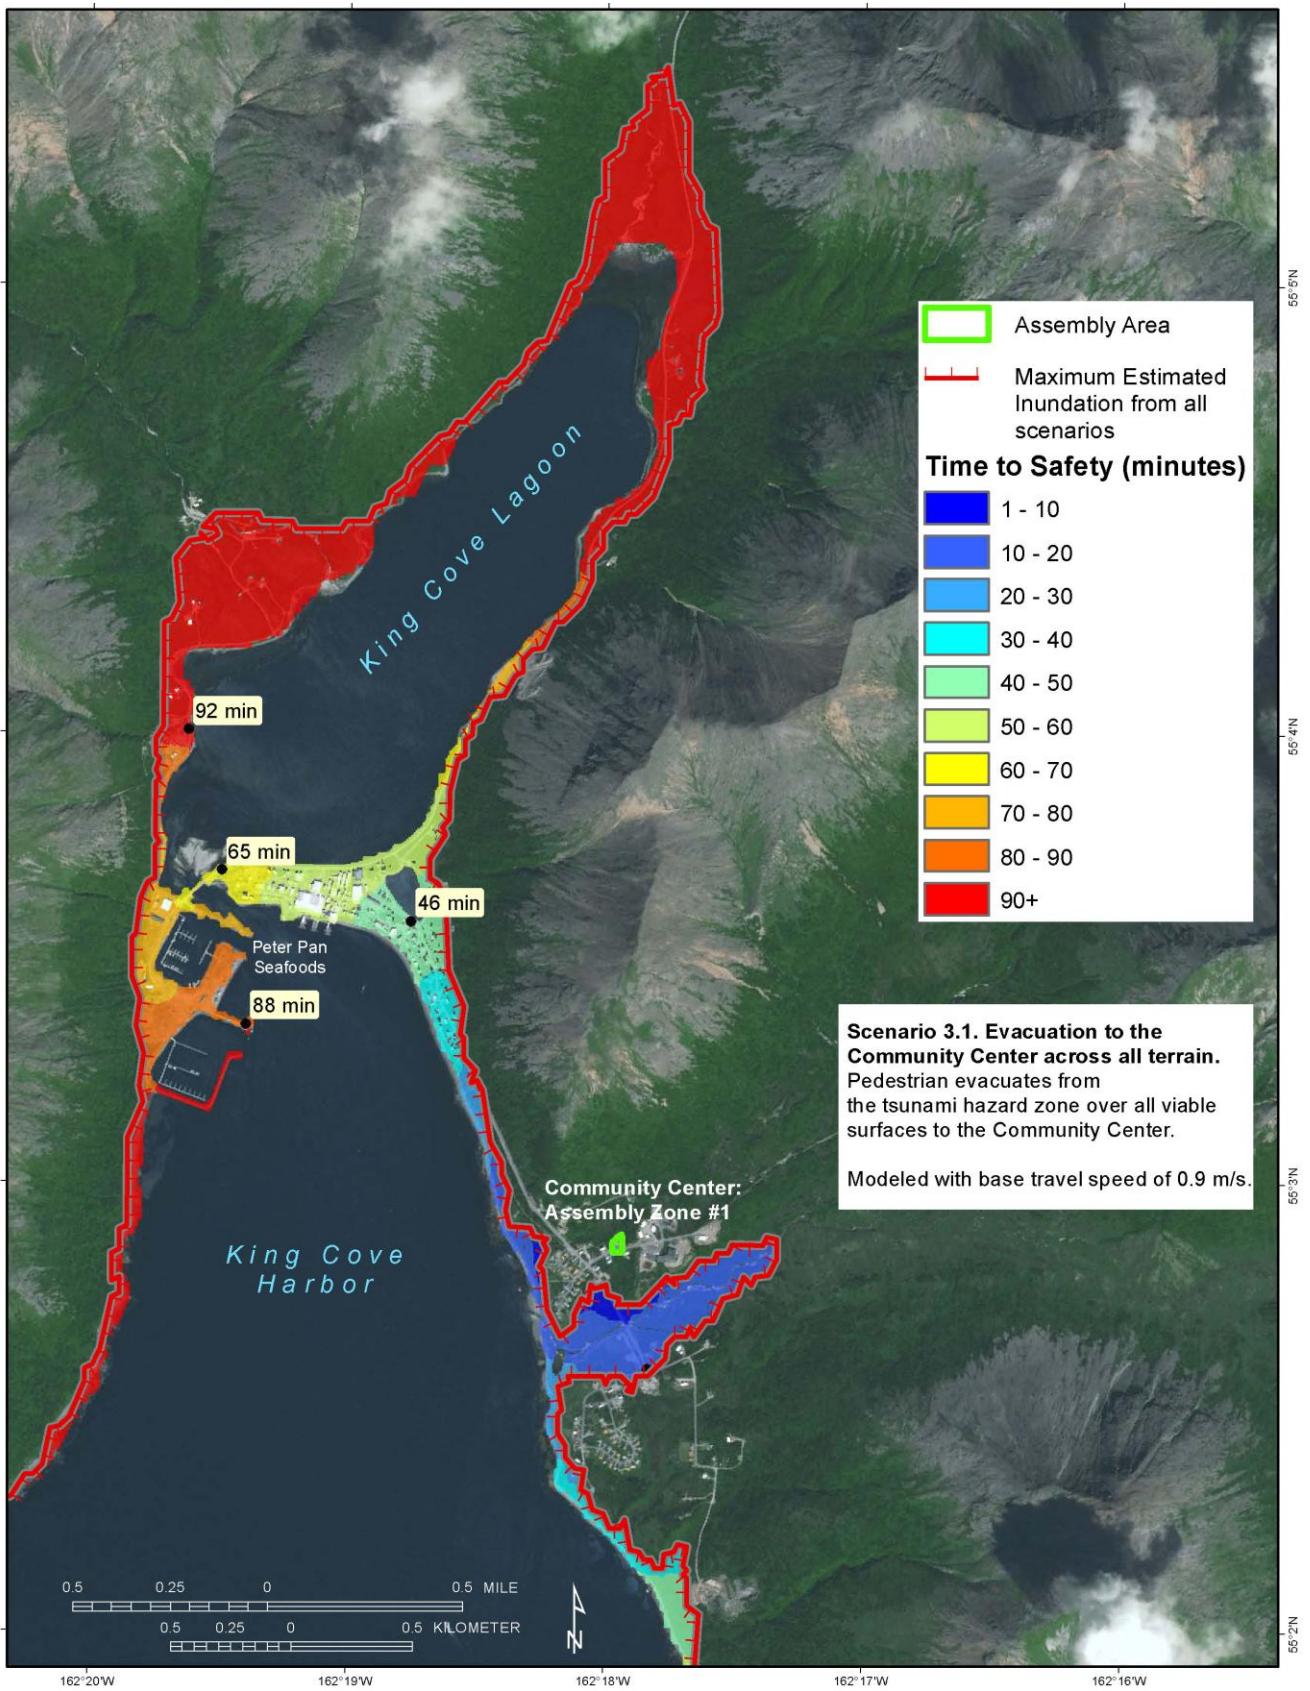 55°5'N
Assembly Area
Maximum Estimated
Inundation from all
scenarios
Time to Safety (minutes)
1 - 10
10 - 20
20 - 30
30 - 40
40 - 50
50 - 60
60 - 70
70 - 80
80 - 90
90+
King Cove Lagoon
92 min
55°4'N
65 min
46 min
Peter Pan
Seafoods
88 min
Scenario 3.1. Evacuation to the
Community Center across all terrain.
Pedestrian evacuates from
the tsunami hazard zone over all viable
surfaces to the Community Center.
Modeled with base travel speed of 0.9 m/s.
55°3'N
Community Center:
Assembly Zone #1
King Cove
Harbor
0.5 0.25 0 0.5 MILE
0.5 0.25 0 0.5 KILOMETER
N
55°2'N
162°20'W 162°19'W 162°18'W 162°17'W 162°16'W